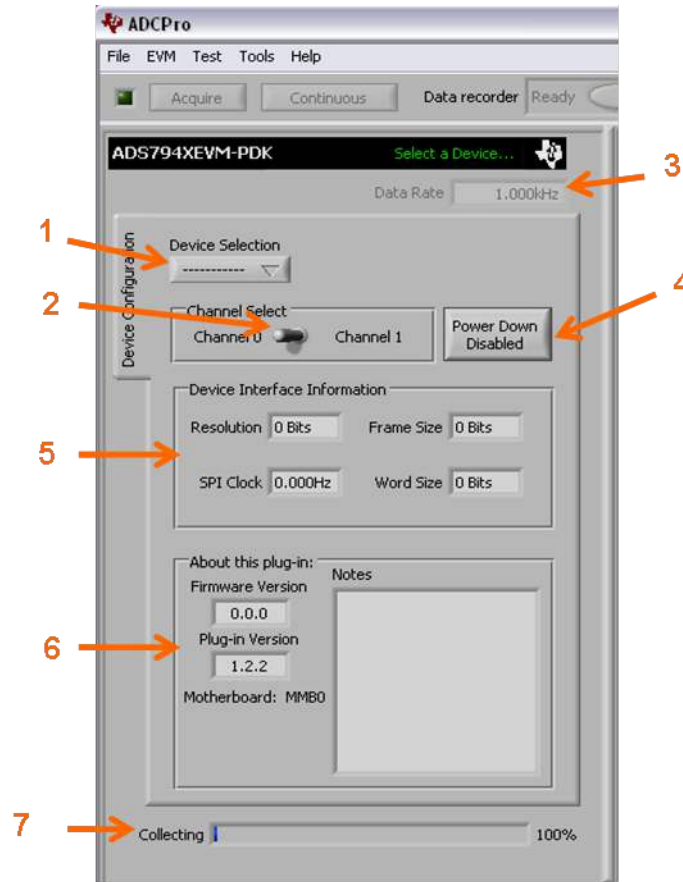 ADCPro
File EVM Test Tools Help
Acquire Continuous Data recorder Ready
ADS794XEVM-PDK Select a Device...
3
Data Rate 1.000kHz
1
Device Configuration
Device Selection
-----------
2
Channel Select
Channel 0 Channel 1
Power Down
Disabled
4
Device Interface Information
Resolution 0 Bits Frame Size 0 Bits
5
SPI Clock 0.000Hz Word Size 0 Bits
About this plug-in:
Notes
Firmware Version
0.0.0
6
Plug-in Version
1.2.2
Motherboard: MMB0
7
Collecting 100%